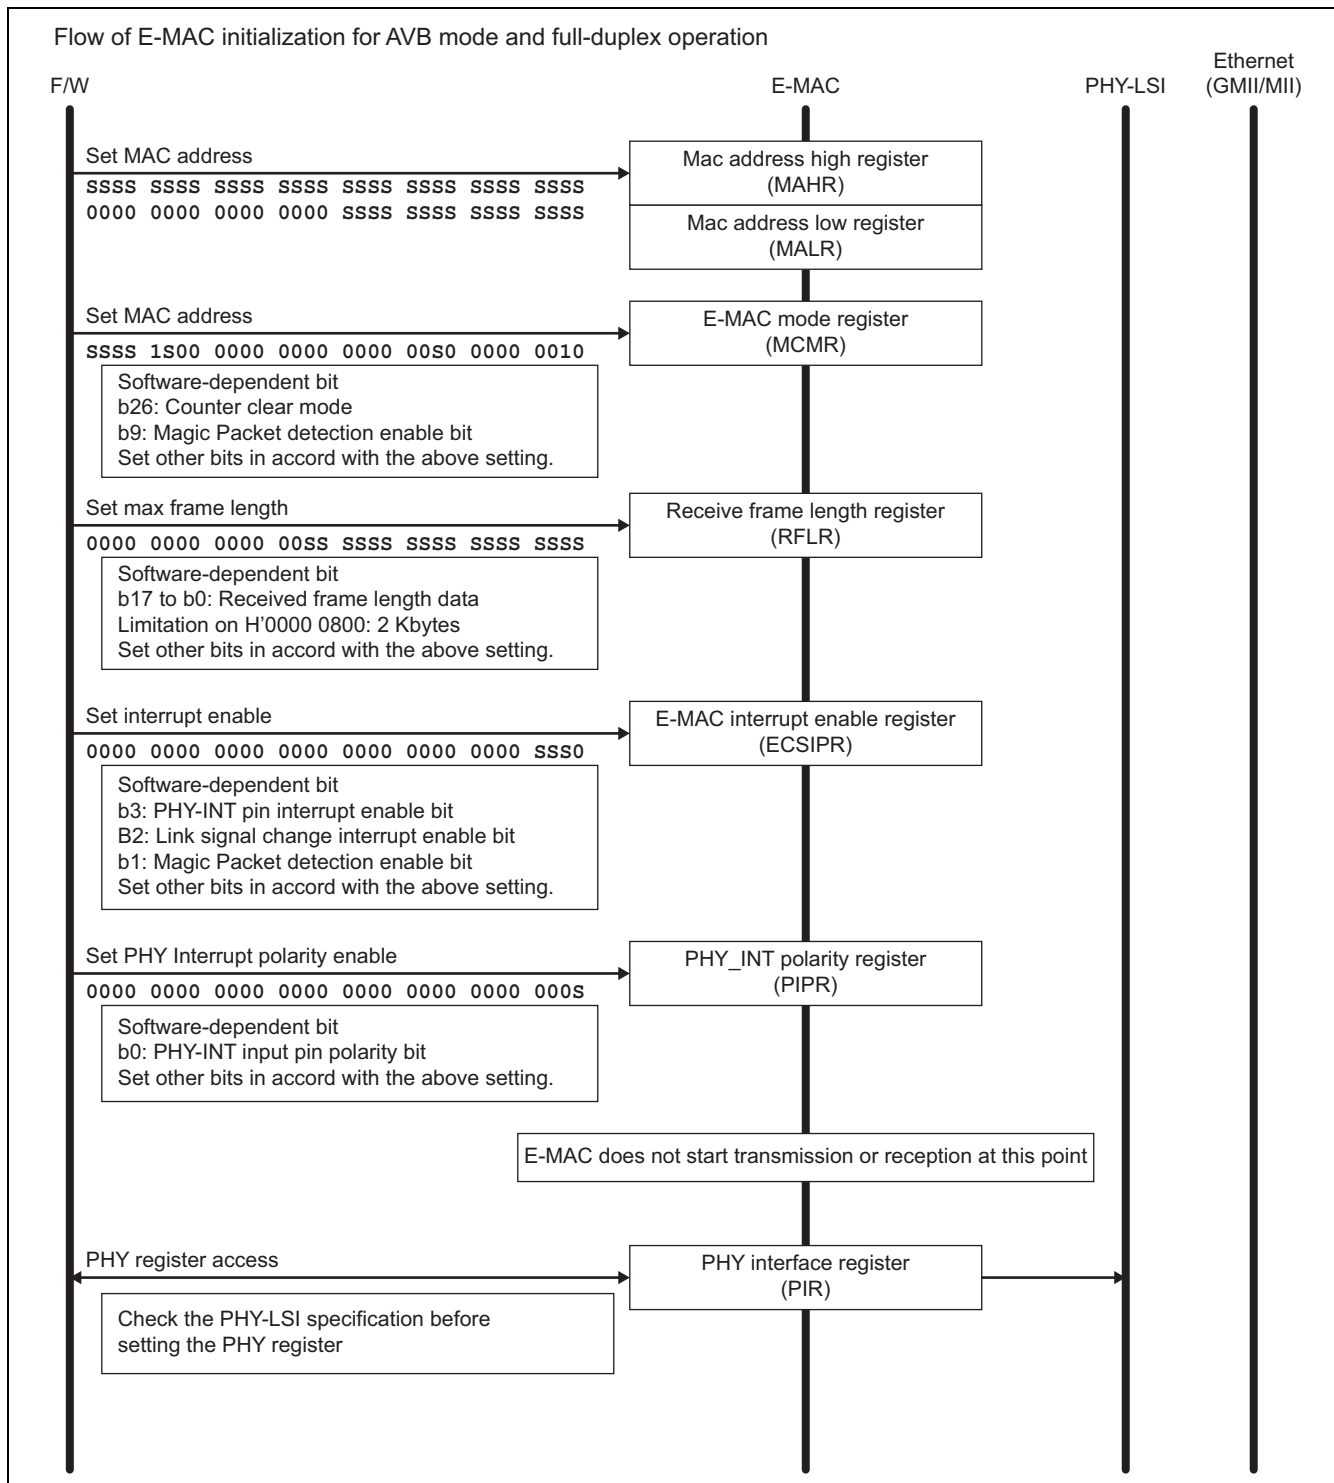 Flow of E-MAC initialization for AVB mode and full-duplex operation
Ethernet
F/W
E-MAC
PHY-LSI
(GMII/MII)
Set MAC address
SSSS SSSS SSSS SSSS SSSS SSSS SSSS SSSS
0000 0000 0000 0000 SSSS SSSS SSSS SSSS
Mac address high register
(MAHR)
Mac address low register
(MALR)
Set MAC address
SSSS 1S00 0000 0000 0000 00S0 0000 0010
E-MAC mode register
(MCMR)
Software-dependent bit
b26: Counter clear mode
b9: Magic Packet detection enable bit
Set other bits in accord with the above setting.
Set max frame length
0000 0000 0000 00SS SSSS SSSS SSSS SSSS
Receive frame length register
(RFLR)
Software-dependent bit
b17 to b0: Received frame length data
Limitation on H'0000 0800: 2 Kbytes
Set other bits in accord with the above setting.
Set interrupt enable
0000 0000 0000 0000 0000 0000 0000 SSS0
E-MAC interrupt enable register
(ECSIPR)
Software-dependent bit
b3: PHY-INT pin interrupt enable bit
B2: Link signal change interrupt enable bit
b1: Magic Packet detection enable bit
Set other bits in accord with the above setting.
Set PHY Interrupt polarity enable
0000 0000 0000 0000 0000 0000 0000 000S
PHY_INT polarity register
(PIPR)
Software-dependent bit
b0: PHY-INT input pin polarity bit
Set other bits in accord with the above setting.
E-MAC does not start transmission or reception at this point
PHY register access
PHY interface register
(PIR)
Check the PHY-LSI specification before
setting the PHY register